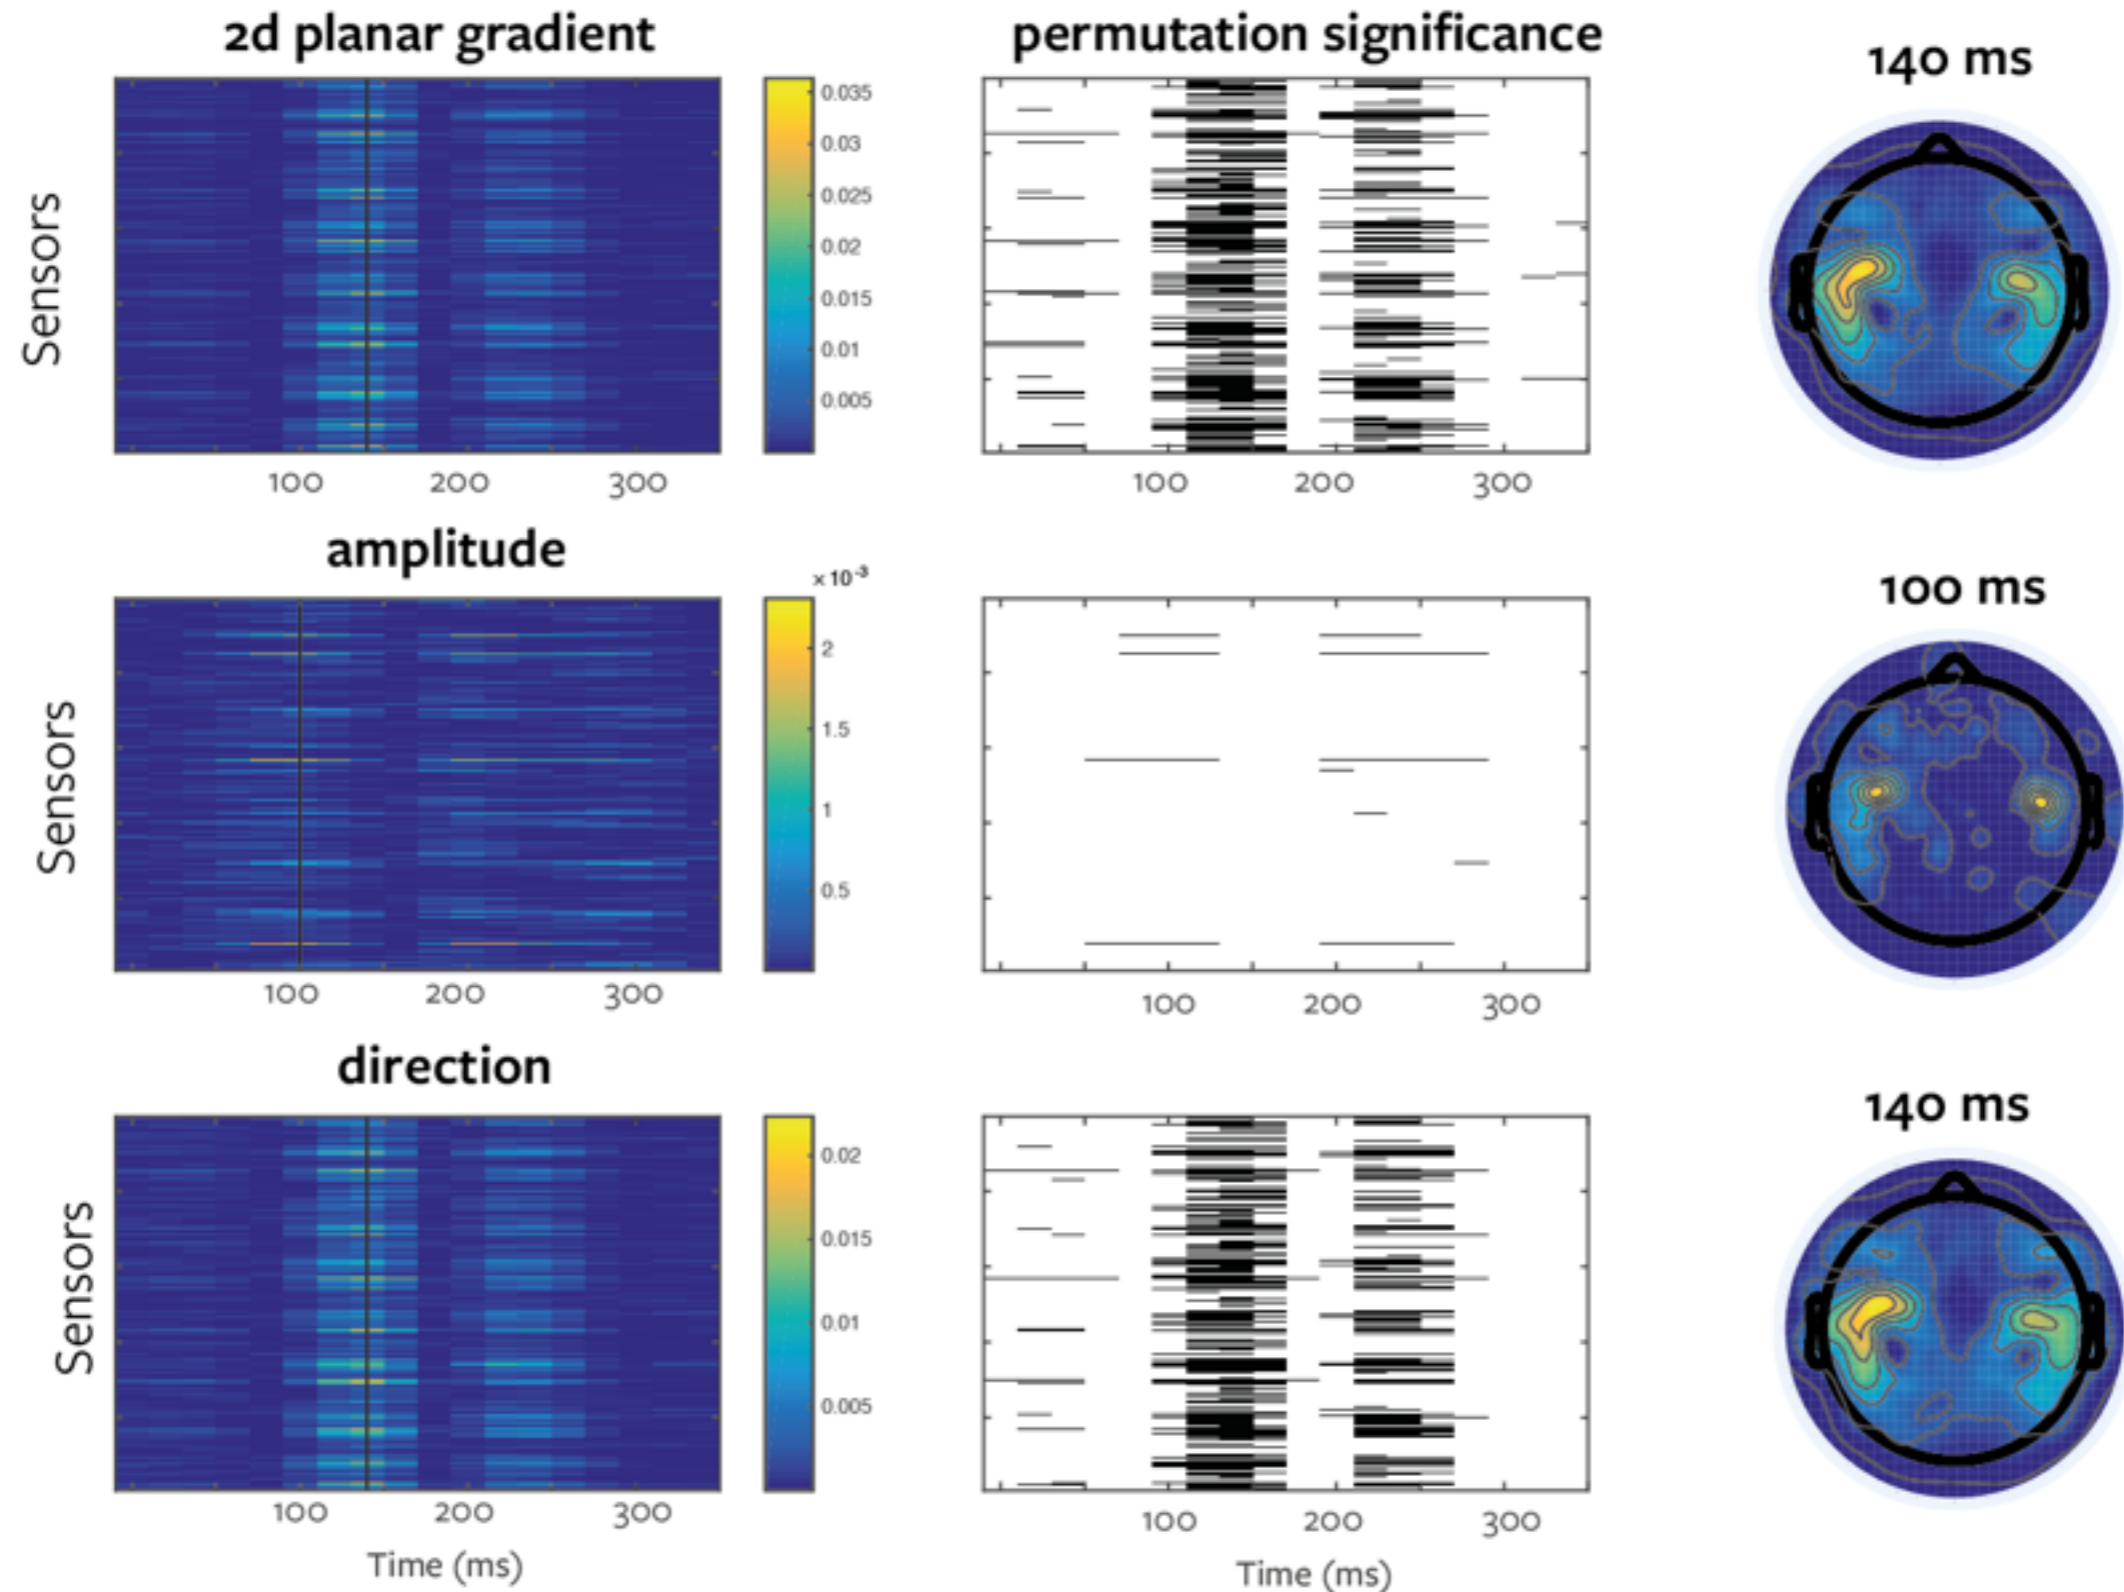 2d planar gradient
permutation significance
140 ms
Sensors
0.035
0.03
0.025
0.02
0.015
0.01
0.005
100 200 300
100 200 300
amplitude
×10⁻³
100 ms
Sensors
2
1.5
1
0.5
100 200 300
100 200 300
direction
140 ms
Sensors
0.02
0.015
0.01
0.005
100 200 300
100 200 300
Time (ms)
Time (ms)